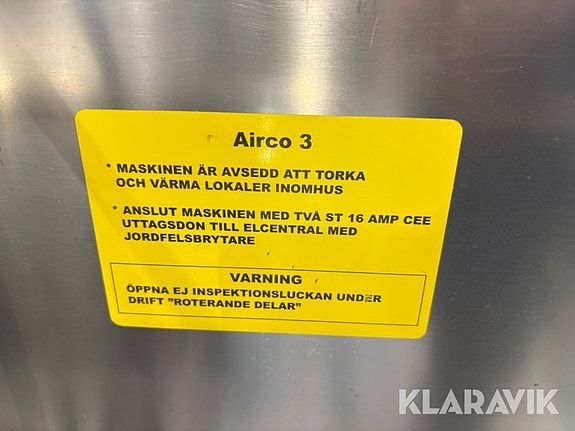 Airco 3
* MASKINEN ÄR AVSEDD ATT TORKA
OCH VÄRMA LOKALER INOMHUS
* ANSLUT MASKINEN MED TVÅ ST 16 AMP CEE
UTTAGSDON TILL ELCENTRAL MED
JORDFELSBRYTARE
VARNING
ÖPPNA EJ INSPEKTIONSLUCKAN UNDER
DRIFT ”ROTERANDE DELAR”
KLARAVIK